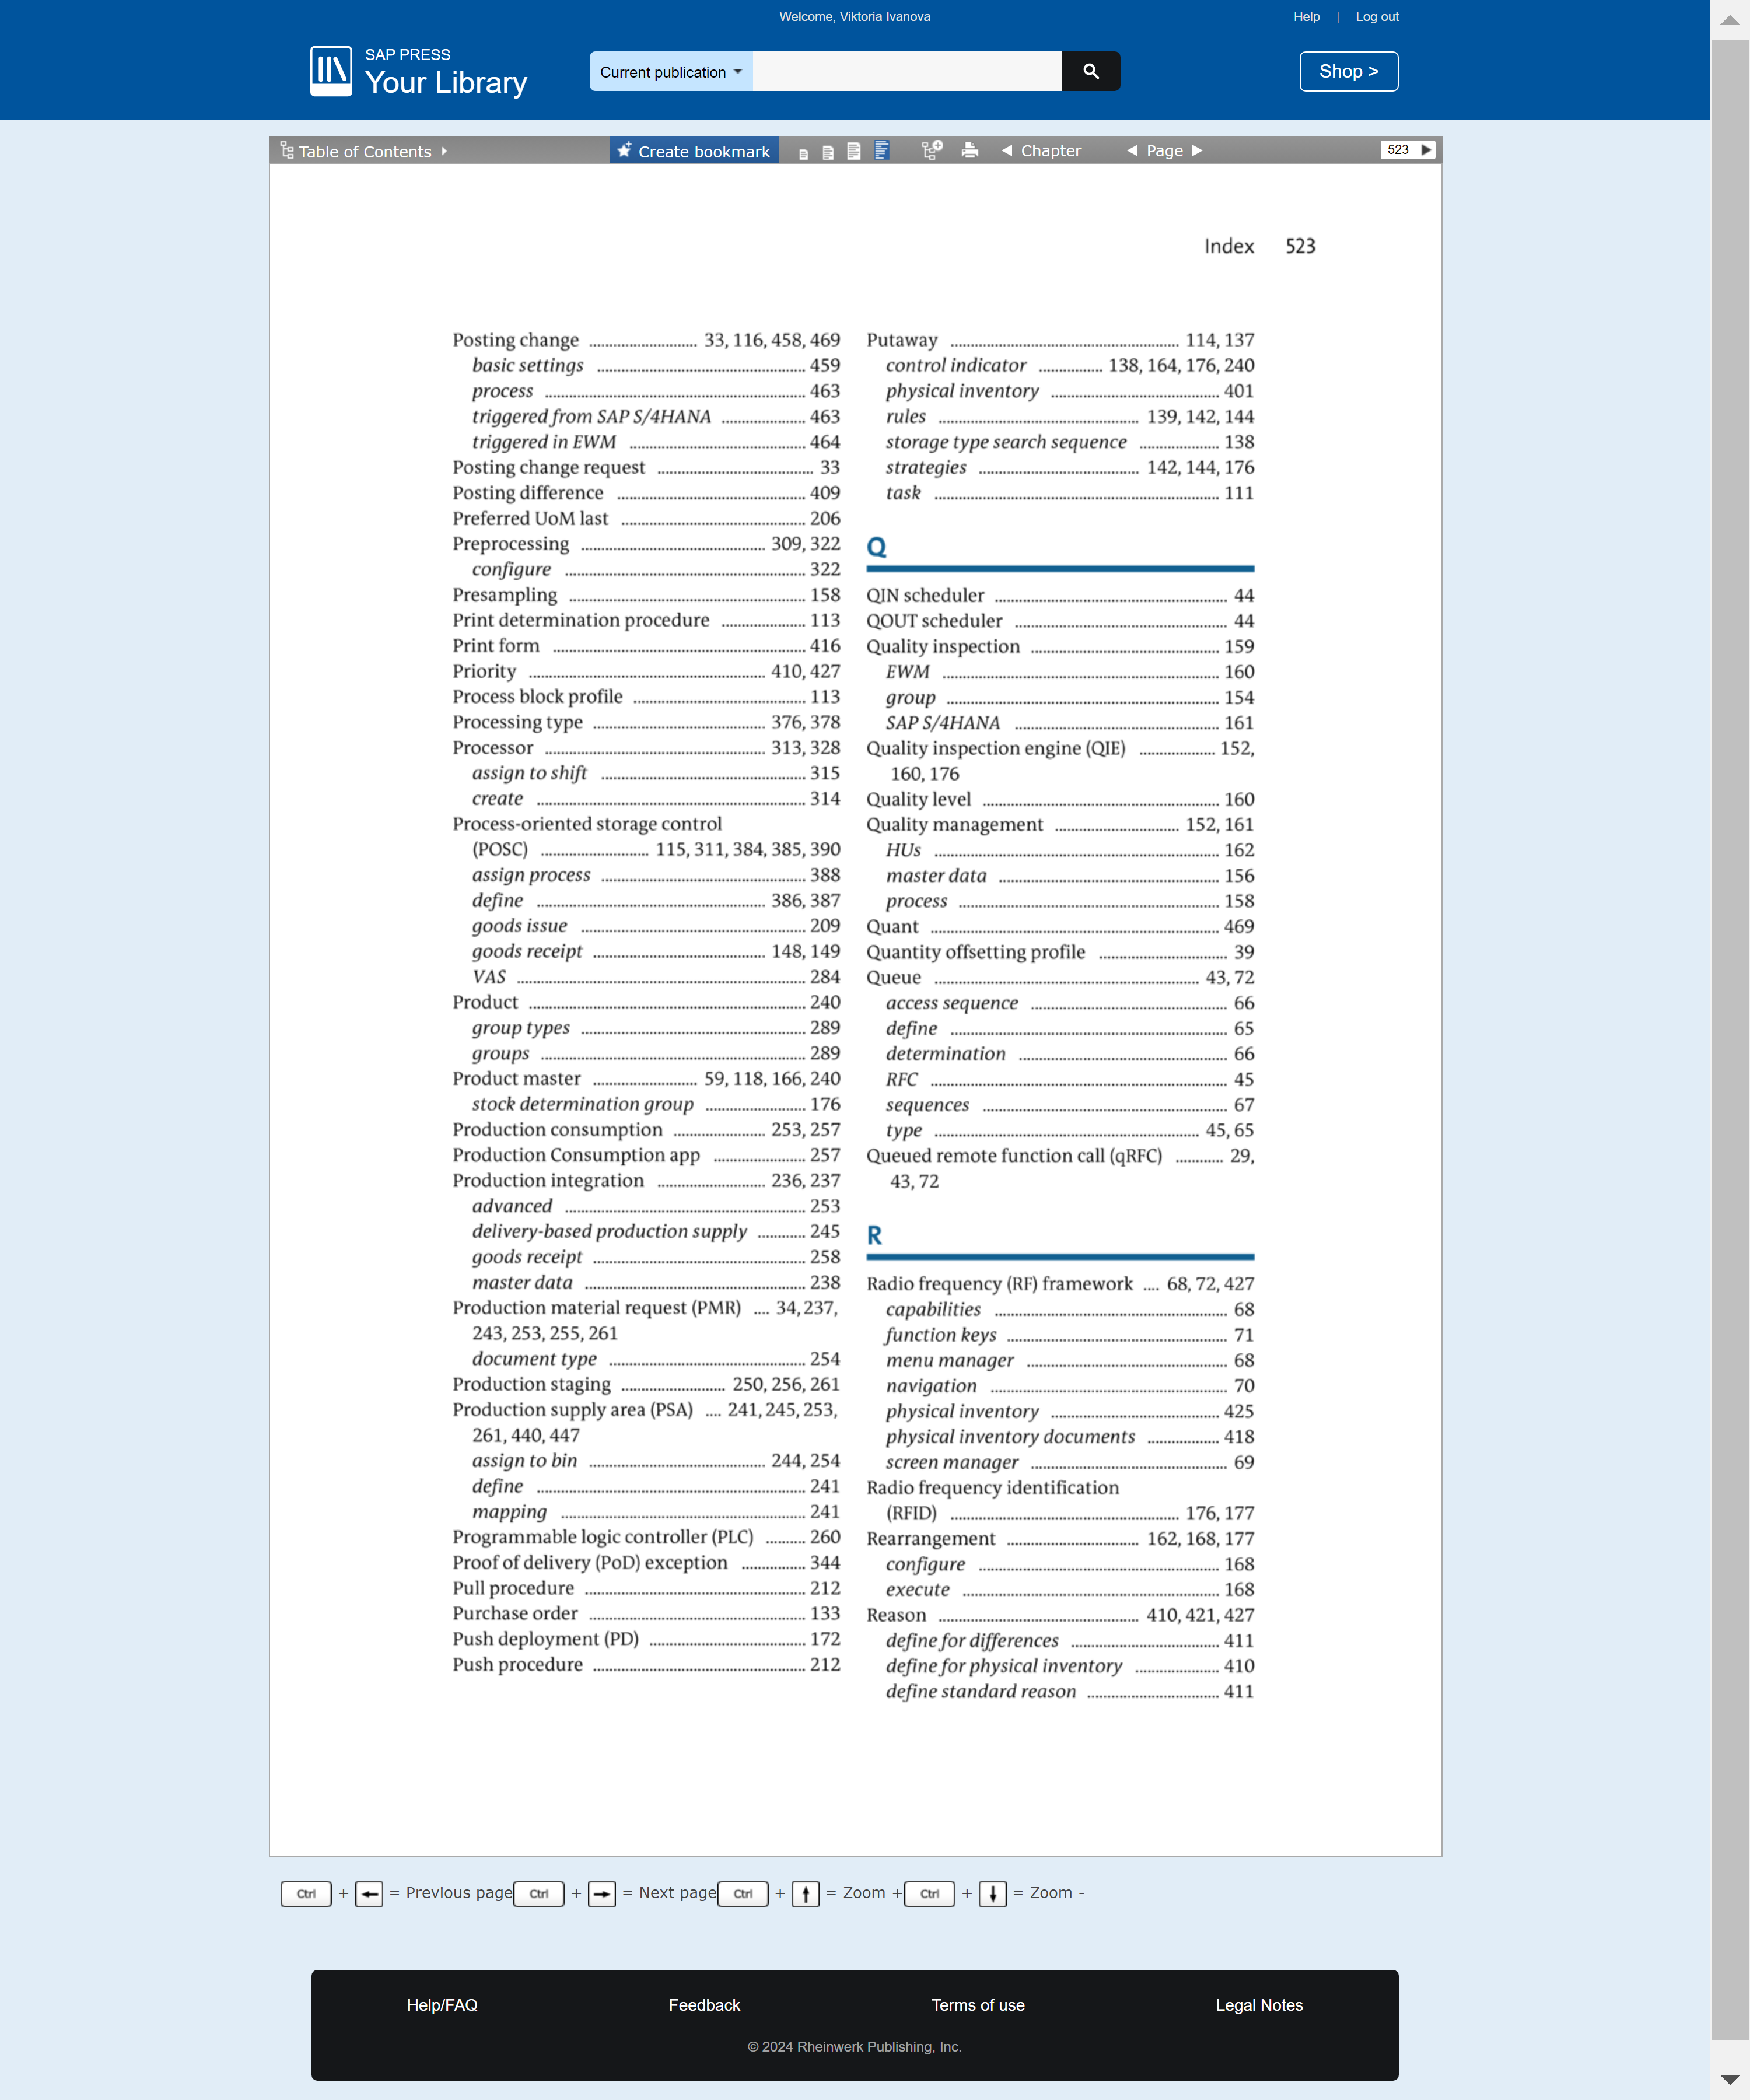 Welcome, Viktoria Ivanova
Help | Log out
SAP PRESS
Your Library
Current publication
Shop >
Table of Contents
Create bookmark
Chapter
Page
523
Index 523
Posting change .......................... 33, 116, 458, 469
basic settings .......................... 459
process .......................... 463
triggered from SAP S/4HANA .......................... 463
triggered in EWM .......................... 464
Posting change request .......................... 33
Posting difference .......................... 409
Preferred UoM last .......................... 206
Preprocessing .......................... 309, 322
configure .......................... 322
Presampling .......................... 158
Print determination procedure .......................... 113
Print form .......................... 416
Priority .......................... 410, 427
Process block profile .......................... 113
Processing type .......................... 376, 378
Processor .......................... 313, 328
assign to shift .......................... 315
create .......................... 314
Process-oriented storage control
(POSC) .......................... 115, 311, 384, 385, 390
assign process .......................... 388
define .......................... 386, 387
goods issue .......................... 209
goods receipt .......................... 148, 149
VAS .......................... 284
Product .......................... 240
group types .......................... 289
groups .......................... 289
Product master .......................... 59, 118, 166, 240
stock determination group .......................... 176
Production consumption .......................... 253, 257
Production Consumption app .......................... 257
Production integration .......................... 236, 237
advanced .......................... 253
delivery-based production supply ............ 245
goods receipt .......................... 258
master data .......................... 238
Production material request (PMR) .... 34, 237,
243, 253, 255, 261
document type .......................... 254
Production staging .......................... 250, 256, 261
Production supply area (PSA) .... 241, 245, 253,
261, 440, 447
assign to bin .......................... 244, 254
define .......................... 241
mapping .......................... 241
Programmable logic controller (PLC) .......... 260
Proof of delivery (PoD) exception ................ 344
Pull procedure .......................... 212
Purchase order .......................... 133
Push deployment (PD) .......................... 172
Push procedure .......................... 212
Putaway .......................... 114, 137
control indicator ................ 138, 164, 176, 240
physical inventory .......................... 401
rules .......................... 139, 142, 144
storage type search sequence .................... 138
strategies .......................... 142, 144, 176
task .......................... 111
Q
QIN scheduler .......................... 44
QOUT scheduler .......................... 44
Quality inspection .......................... 159
EWM .......................... 160
group .......................... 154
SAP S/4HANA .......................... 161
Quality inspection engine (QIE) ................... 152,
160, 176
Quality level .......................... 160
Quality management .......................... 152, 161
HUs .......................... 162
master data .......................... 156
process .......................... 158
Quant .......................... 469
Quantity offsetting profile .......................... 39
Queue .......................... 43, 72
access sequence .......................... 66
define .......................... 65
determination .......................... 66
RFC .......................... 45
sequences .......................... 67
type .......................... 45, 65
Queued remote function call (qRFC) ............ 29,
43, 72
R
Radio frequency (RF) framework .... 68, 72, 427
capabilities .......................... 68
function keys .......................... 71
menu manager .......................... 68
navigation .......................... 70
physical inventory .......................... 425
physical inventory documents .................. 418
screen manager .......................... 69
Radio frequency identification
(RFID) .......................... 176, 177
Rearrangement .......................... 162, 168, 177
configure .......................... 168
execute .......................... 168
Reason .......................... 410, 421, 427
define for differences .......................... 411
define for physical inventory ..................... 410
define standard reason .......................... 411
Ctrl + ← = Previous page Ctrl + → = Next page Ctrl + ↑ = Zoom + Ctrl + ↓ = Zoom -
Help/FAQ Feedback Terms of use Legal Notes
© 2024 Rheinwerk Publishing, Inc.